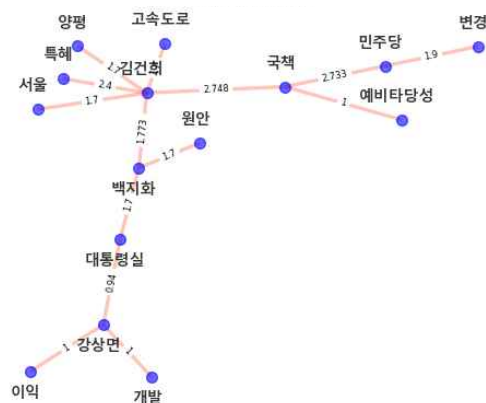 양평
고속도로
변경
특혜
김건희
국책
민주당
서울
1.7
2.4
1.7
2.748
2.733
1.9
예비타당성
1
1.773
원안
1.7
백지화
1.7
대통령실
0.94
강상면
1
1
이익
개발